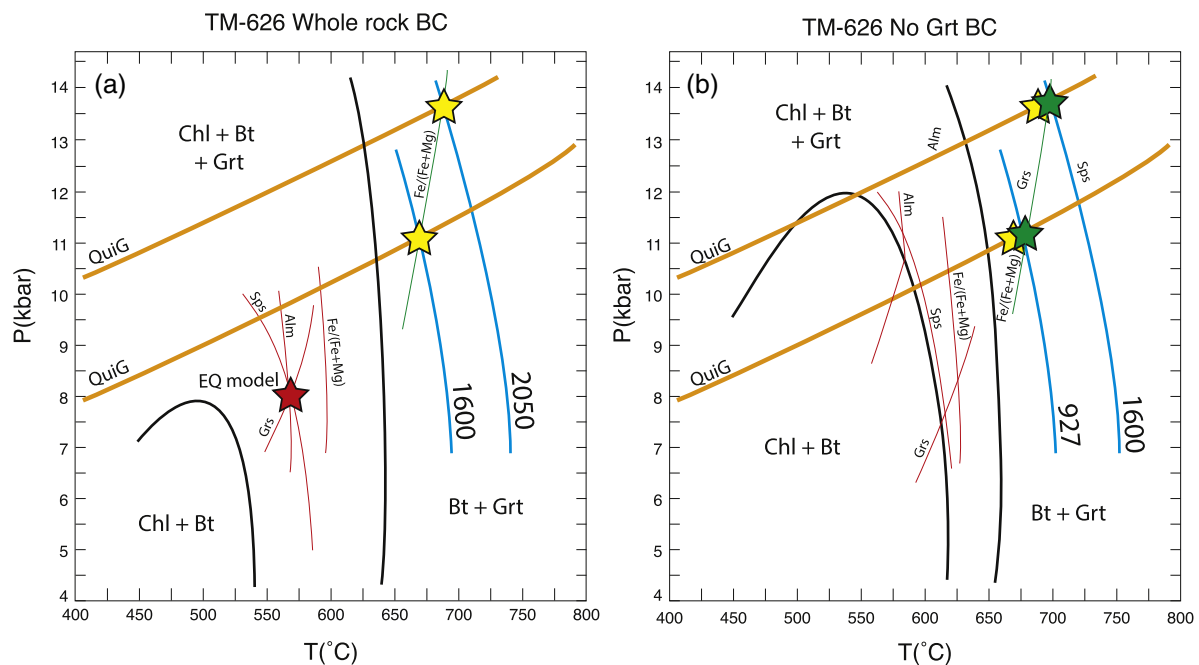 TM-626 Whole rock BC
(a)
Chl + Bt
+ Grt
QuiG
QuiG
Fe/(Fe+Mg)
Sps
Alm
Fe/(Fe+Mg)
EQ model
Grs
1600
2050
Chl + Bt
Bt + Grt
P(kbar)
14
13
12
11
10
9
8
7
6
5
4
400
450
500
550
600
650
700
750
800
T(°C)
TM-626 No Grt BC
(b)
Chl + Bt
+ Grt
Alm
Grs
Sps
QuiG
QuiG
Alm
Sps
Fe/(Fe+Mg)
Fe/(Fe+Mg)
Grs
927
1600
Chl + Bt
Bt + Grt
P(kbar)
14
13
12
11
10
9
8
7
6
5
4
400
450
500
550
600
650
700
750
800
T(°C)